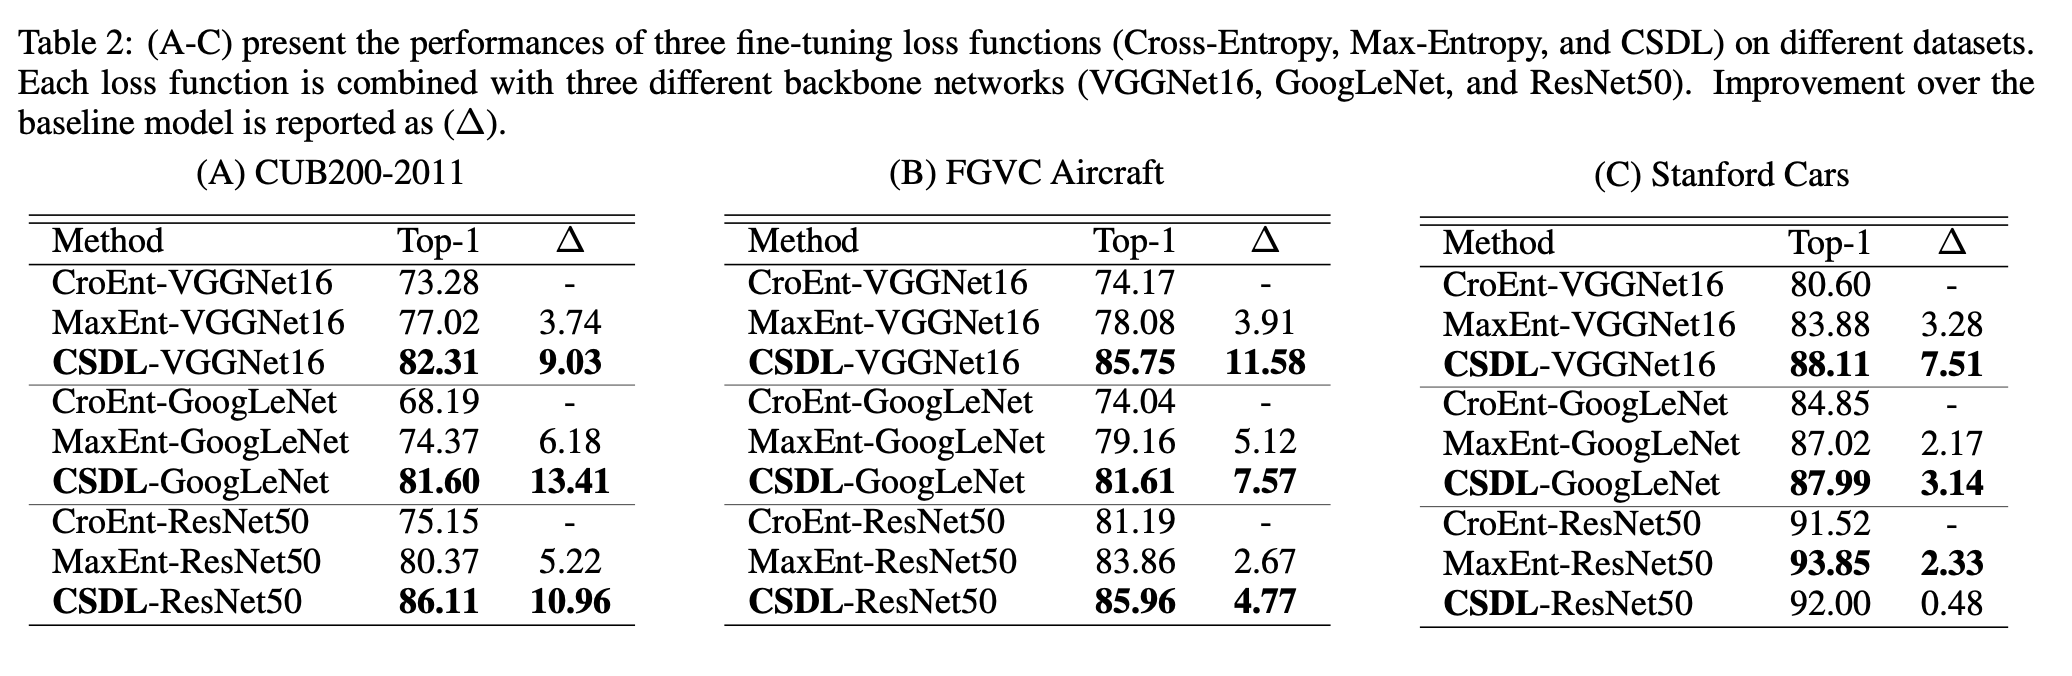 Table 2: (A-C) present the performances of three fine-tuning loss functions (Cross-Entropy, Max-Entropy, and CSDL) on different datasets.
Each loss function is combined with three different backbone networks (VGGNet16, GoogLeNet, and ResNet50). Improvement over the
baseline model is reported as (Δ).
(A) CUB200-2011
Method Top-1 Δ
CroEnt-VGGNet16 73.28 -
MaxEnt-VGGNet16 77.02 3.74
CSDL-VGGNet16 82.31 9.03
CroEnt-GoogLeNet 68.19 -
MaxEnt-GoogLeNet 74.37 6.18
CSDL-GoogLeNet 81.60 13.41
CroEnt-ResNet50 75.15 -
MaxEnt-ResNet50 80.37 5.22
CSDL-ResNet50 86.11 10.96
(B) FGVC Aircraft
Method Top-1 Δ
CroEnt-VGGNet16 74.17 -
MaxEnt-VGGNet16 78.08 3.91
CSDL-VGGNet16 85.75 11.58
CroEnt-GoogLeNet 74.04 -
MaxEnt-GoogLeNet 79.16 5.12
CSDL-GoogLeNet 81.61 7.57
CroEnt-ResNet50 81.19 -
MaxEnt-ResNet50 83.86 2.67
CSDL-ResNet50 85.96 4.77
(C) Stanford Cars
Method Top-1 Δ
CroEnt-VGGNet16 80.60 -
MaxEnt-VGGNet16 83.88 3.28
CSDL-VGGNet16 88.11 7.51
CroEnt-GoogLeNet 84.85 -
MaxEnt-GoogLeNet 87.02 2.17
CSDL-GoogLeNet 87.99 3.14
CroEnt-ResNet50 91.52 -
MaxEnt-ResNet50 93.85 2.33
CSDL-ResNet50 92.00 0.48